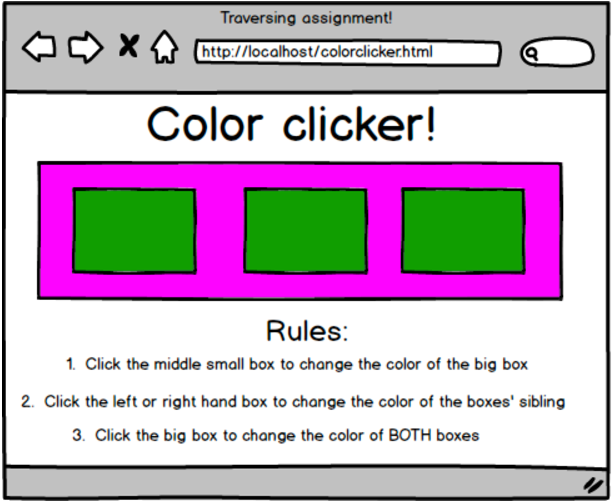 Traversing assignment!
http://localhost/colorclicker.html
Color clicker!
Rules:
1. Click the middle small box to change the color of the big box
2. Click the left or right hand box to change the color of the boxes' sibling
3. Click the big box to change the color of BOTH boxes